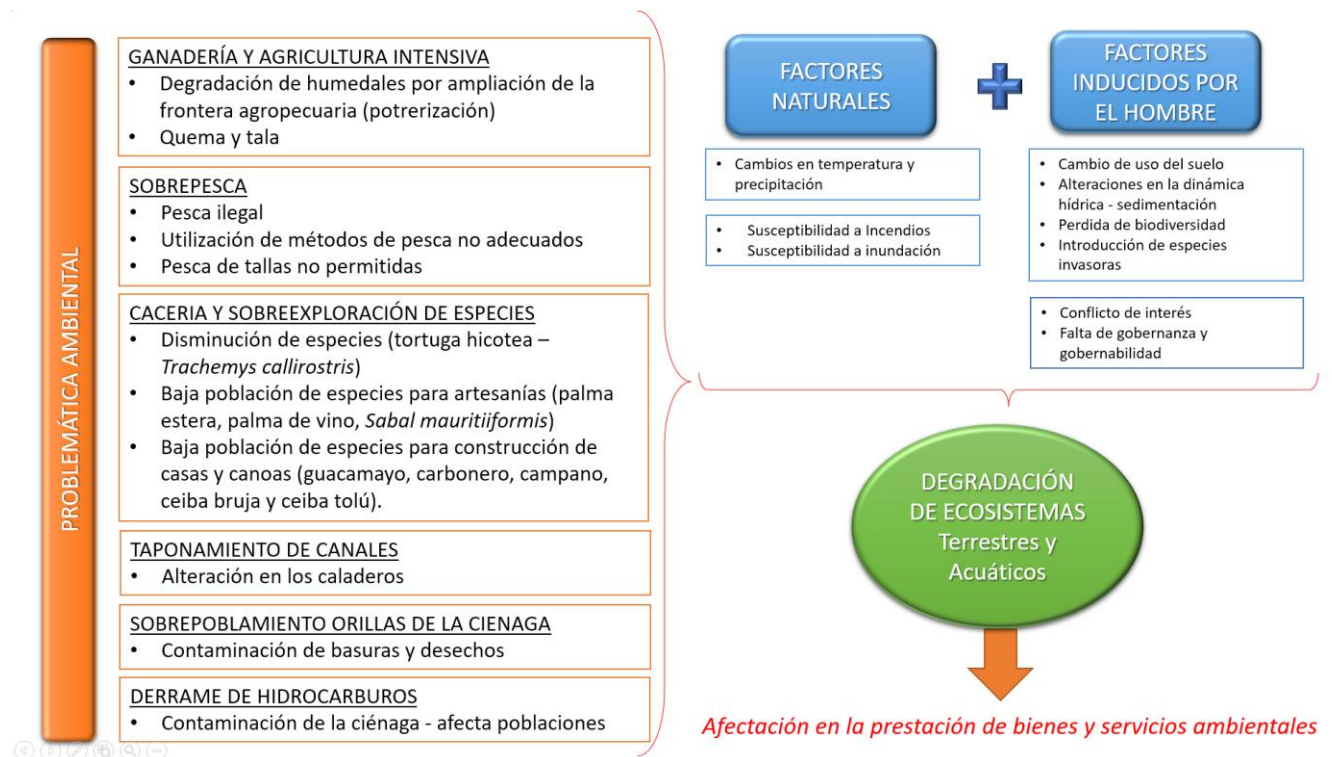 PROBLEMÁTICA AMBIENTAL
GANADERÍA Y AGRICULTURA INTENSIVA
• Degradación de humedales por ampliación de la
frontera agropecuaria (potrerización)
• Quema y tala
SOBREPESCA
• Pesca ilegal
• Utilización de métodos de pesca no adecuados
• Pesca de tallas no permitidas
CACERIA Y SOBREEXPLORACIÓN DE ESPECIES
• Disminución de especies (tortuga hicotea –
Trachemys callirostris)
• Baja población de especies para artesanías (palma
estera, palma de vino, Sabal mauritiiformis)
• Baja población de especies para construcción de
casas y canoas (guacamayo, carbonero, campano,
ceiba bruja y ceiba tolú).
TAPONAMIENTO DE CANALES
• Alteración en los caladeros
SOBREPOBLAMIENTO ORILLAS DE LA CIENAGA
• Contaminación de basuras y desechos
DERRAME DE HIDROCARBUROS
• Contaminación de la ciénaga - afecta poblaciones
FACTORES
NATURALES
• Cambios en temperatura y
precipitación
• Susceptibilidad a Incendios
• Susceptibilidad a inundación
FACTORES
INDUCIDOS POR
EL HOMBRE
• Cambio de uso del suelo
• Alteraciones en la dinámica
hídrica - sedimentación
• Perdida de biodiversidad
• Introducción de especies
invasoras
• Conflicto de interés
• Falta de gobernanza y
gobernabilidad
DEGRADACIÓN
DE ECOSISTEMAS
Terrestres y
Acuáticos
Afectación en la prestación de bienes y servicios ambientales